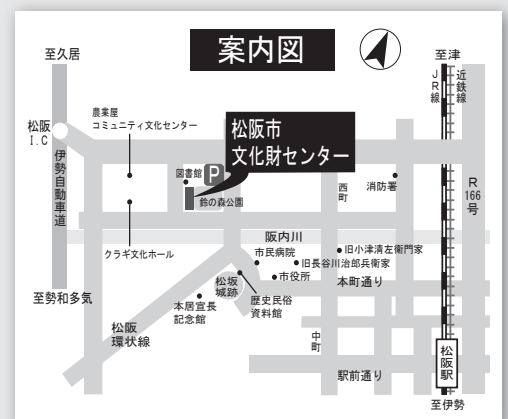 案内図
至久居
至津
JR線
近鉄線
農業屋
コミュニティ文化センター
松阪
I.C
伊勢自動車道
松阪市
文化財センター
図書館
P
鈴の森公園
西町
消防署
R
166
号
クラギ文化ホール
阪内川
市民病院
旧小津清左衛門家
旧長谷川治郎兵衛家
市役所
本町通り
松坂
城跡
歴史民俗
資料館
本居宣長
記念館
至勢和多気
松阪
環状線
中町
駅前通り
松阪駅
至伊勢